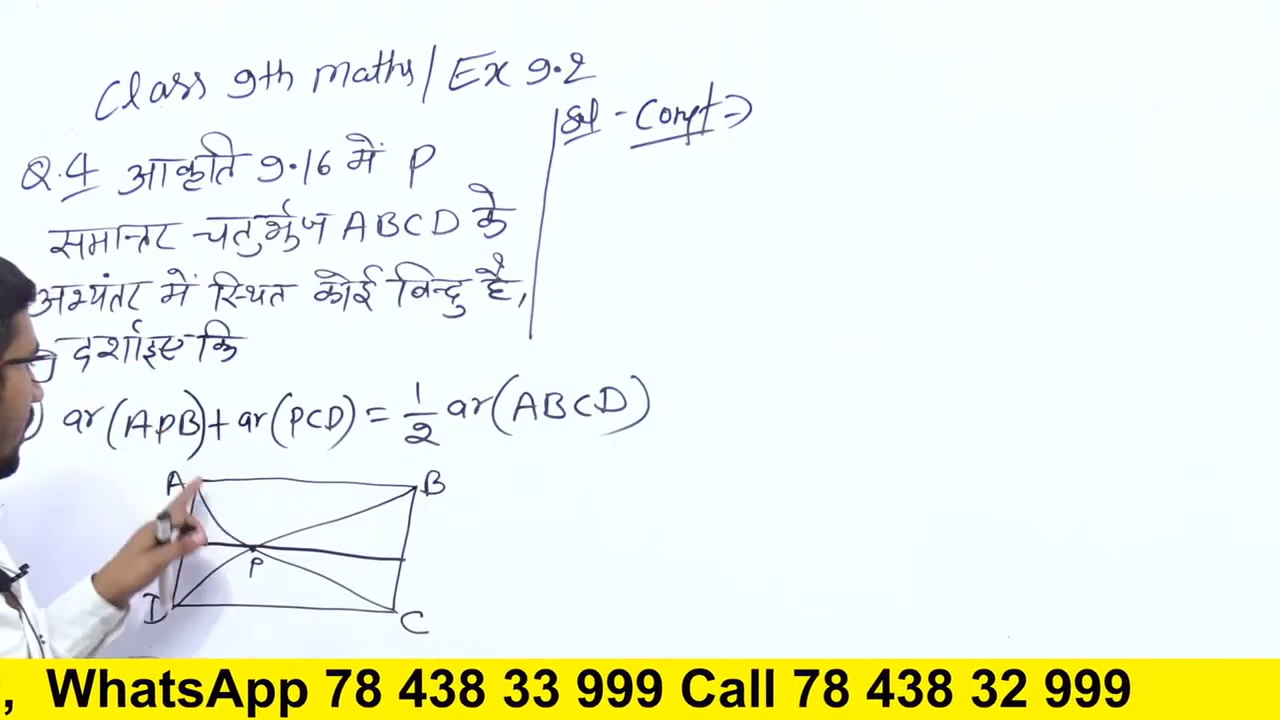 Class 9th maths / Ex 9.2
Q.4 आकृति 9.16 में P
समान्तर चतुर्भुज ABCD के
अभ्यंतर में स्थित कोई बिन्दु है,
दर्शाइए कि
) ar(APB) + ar(PCD) = 1/2 ar(ABCD)
Sol - Const ⇒
A
B
P
D
C
, WhatsApp 78 438 33 999 Call 78 438 32 999